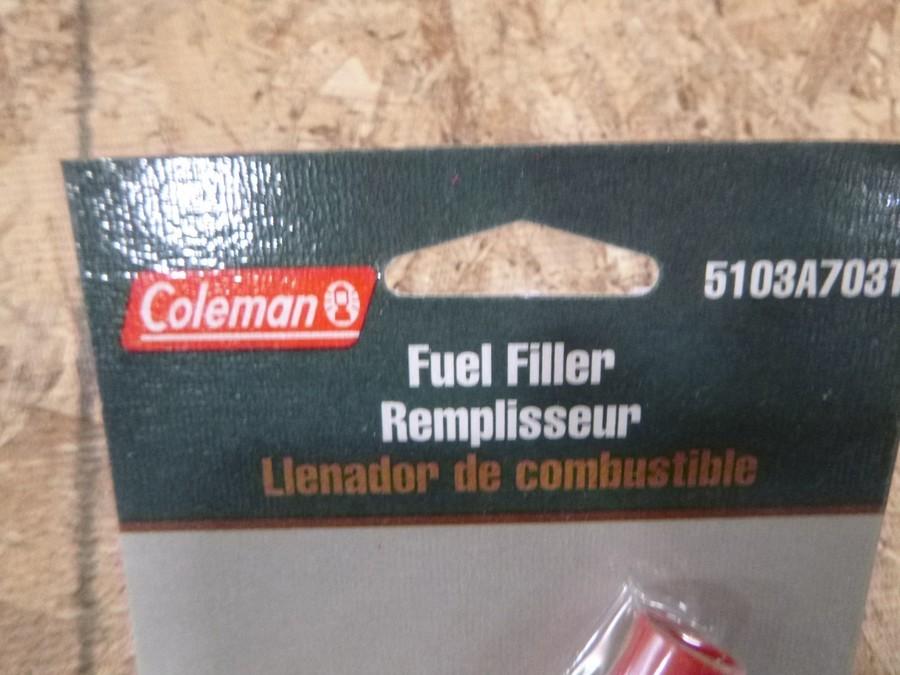 Coleman
5103A703T
Fuel Filler
Remplisseur
Llenador de combustible